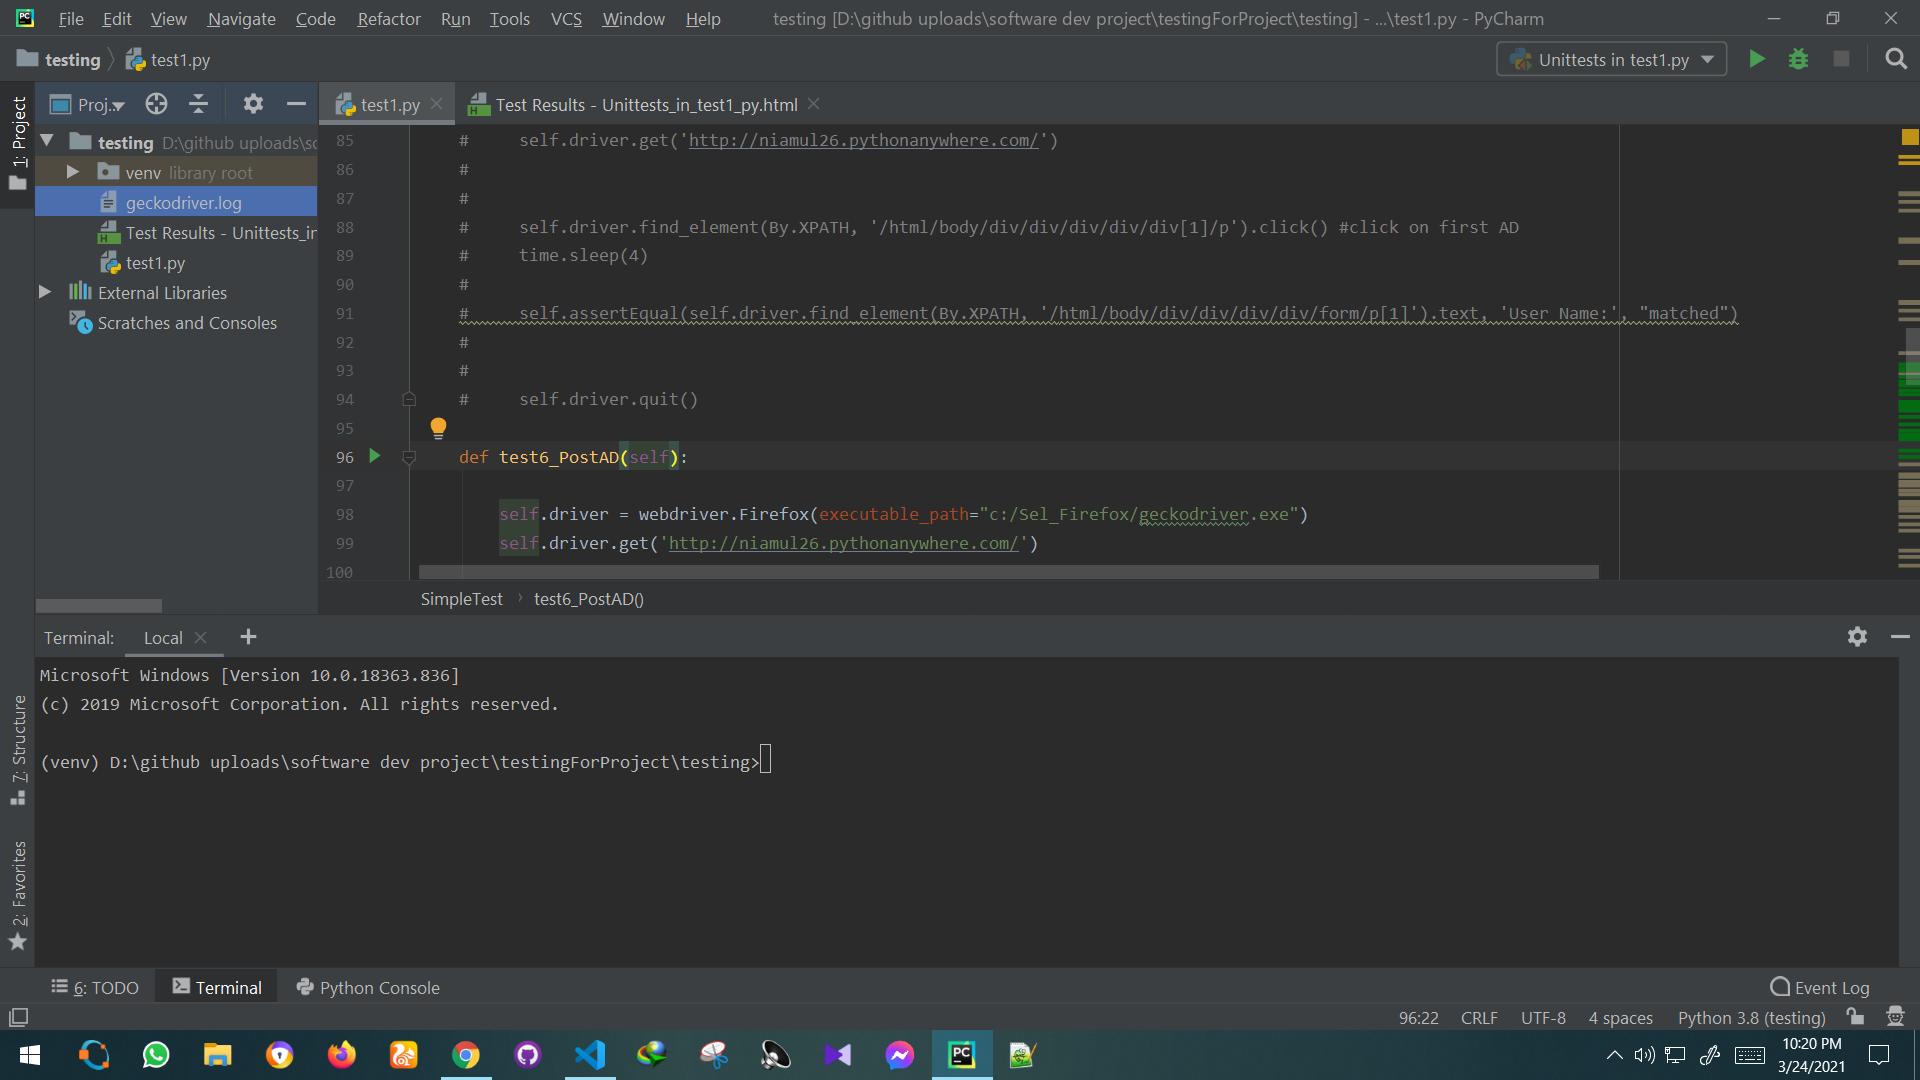 File Edit View Navigate Code Refactor Run Tools VCS Window Help testing [D:\github uploads\software dev project\testingForProject\testing] - ...\test1.py - PyCharm
testing test1.py Unittests in test1.py
1: Project
Proj.. test1.py Test Results - Unittests_in_test1_py.html
testing D:\github uploads\so
venv library root
geckodriver.log
Test Results - Unittests_in
test1.py
External Libraries
Scratches and Consoles
85 # self.driver.get('http://niamul26.pythonanywhere.com/')
86 #
87 #
88 # self.driver.find_element(By.XPATH, '/html/body/div/div/div/div/div[1]/p').click() #click on first AD
89 # time.sleep(4)
90 #
91 # self.assertEqual(self.driver.find_element(By.XPATH, '/html/body/div/div/div/div/form/p[1]').text, 'User Name:', "matched")
92 #
93 #
94 # self.driver.quit()
95
96 def test6_PostAD(self):
97
98 self.driver = webdriver.Firefox(executable_path="c:/Sel_Firefox/geckodriver.exe")
99 self.driver.get('http://niamul26.pythonanywhere.com/')
100
SimpleTest test6_PostAD()
Terminal: Local
Microsoft Windows [Version 10.0.18363.836]
(c) 2019 Microsoft Corporation. All rights reserved.
(venv) D:\github uploads\software dev project\testingForProject\testing>
7: Structure
2: Favorites
6: TODO Terminal Python Console Event Log
96:22 CRLF UTF-8 4 spaces Python 3.8 (testing)
PC
10:20 PM
3/24/2021